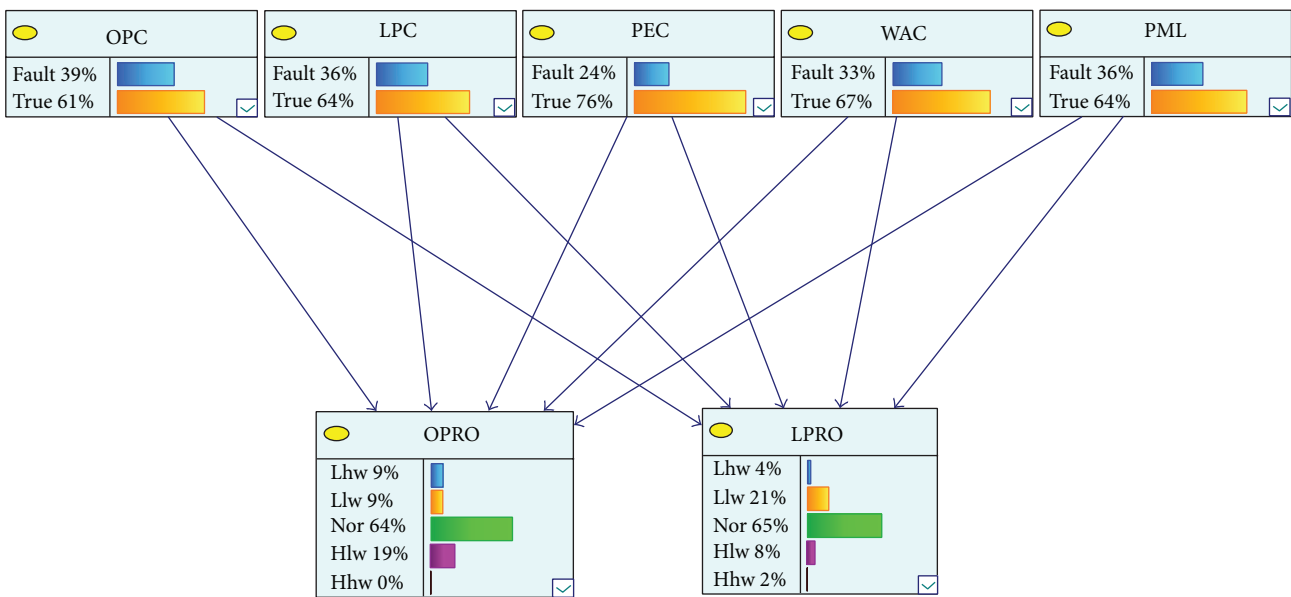 OPC
Fault 39%
True 61%
LPC
Fault 36%
True 64%
PEC
Fault 24%
True 76%
WAC
Fault 33%
True 67%
PML
Fault 36%
True 64%
OPRO
Lhw 9%
Llw 9%
Nor 64%
Hlw 19%
Hhw 0%
LPRO
Lhw 4%
Llw 21%
Nor 65%
Hlw 8%
Hhw 2%